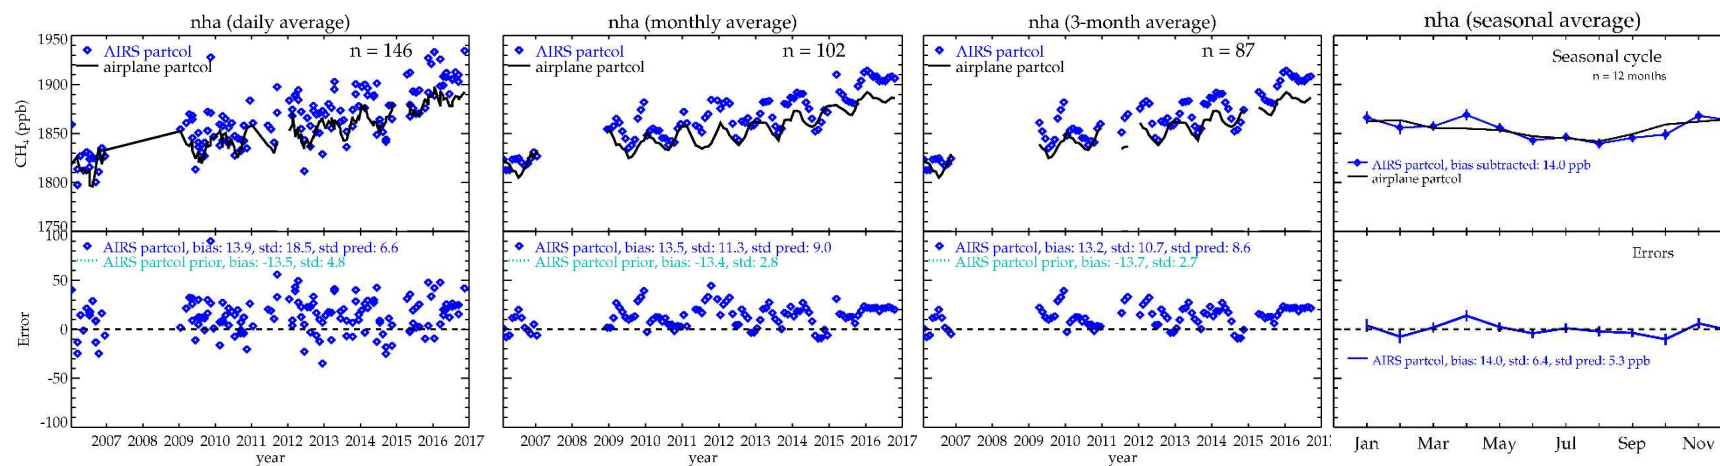 nha (daily average)
AIRS partcol
airplane partcol
n = 146
1950
1900
1850
1800
1750
CH4 (ppb)
AIRS partcol, bias: 13.9, std: 18.5, std pred: 6.6
AIRS partcol prior, bias: -13.5, std: 4.8
100
50
0
-50
-100
Error
2007 2008 2009 2010 2011 2012 2013 2014 2015 2016 2017
year
nha (monthly average)
AIRS partcol
airplane partcol
n = 102
AIRS partcol, bias: 13.5, std: 11.3, std pred: 9.0
AIRS partcol prior, bias: -13.4, std: 2.8
2007 2008 2009 2010 2011 2012 2013 2014 2015 2016 2017
year
nha (3-month average)
AIRS partcol
airplane partcol
n = 87
AIRS partcol, bias: 13.2, std: 10.7, std pred: 8.6
AIRS partcol prior, bias: -13.7, std: 2.7
2007 2008 2009 2010 2011 2012 2013 2014 2015 2016 201
year
nha (seasonal average)
Seasonal cycle
n = 12 months
AIRS partcol, bias subtracted: 14.0 ppb
airplane partcol
Errors
AIRS partcol, bias: 14.0, std: 6.4, std pred: 5.3 ppb
Jan Mar May Jul Sep Nov
month